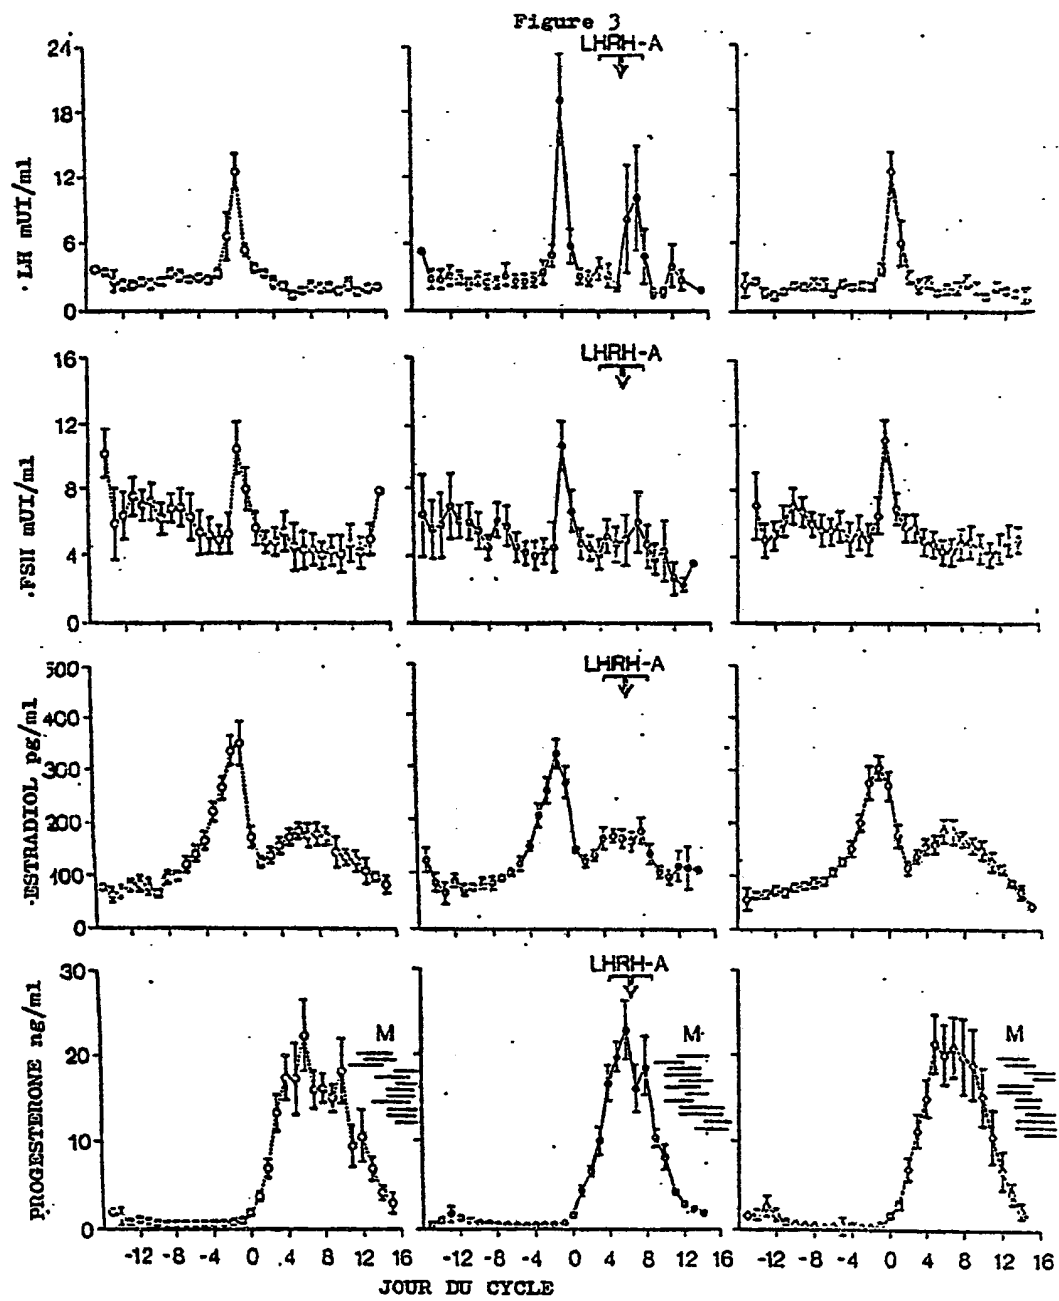 Figure 3
LHRH-A
24
18
12
6
0
.LH mUI/ml
LHRH-A
16
12
8
4
0
.FSH mUI/ml
LHRH-A
500
400
300
200
100
0
.ESTRADIOL pg/ml
LHRH-A
30
20
10
0
PROGESTERONE ng/ml
M M M
-12 -8 -4 0 4 8 12 16 -12 -8 -4 0 4 8 12 16 -12 -8 -4 0 4 8 12 16
JOUR DU CYCLE